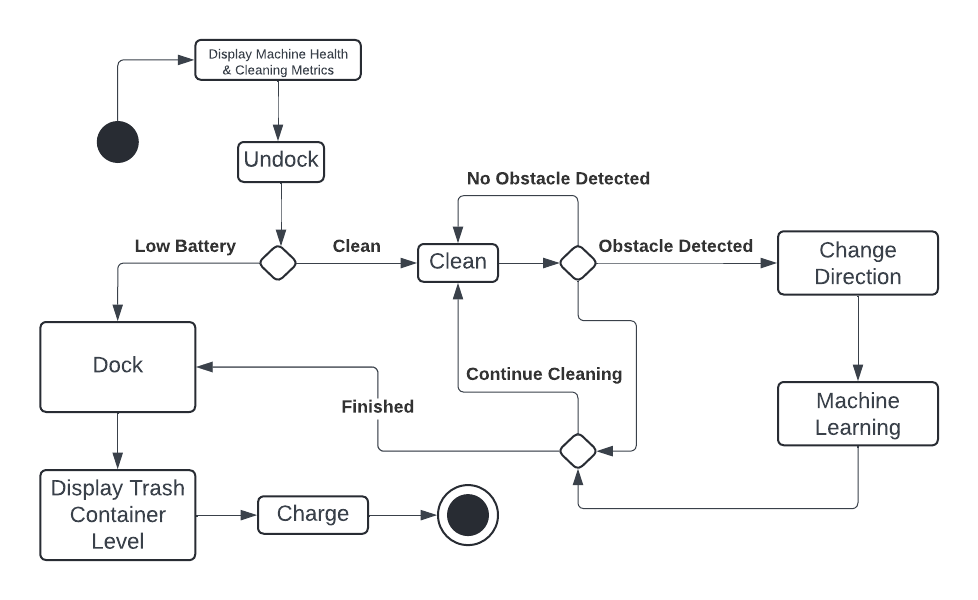 Display Machine Health
& Cleaning Metrics
Undock
No Obstacle Detected
Low Battery
Clean
Clean
Obstacle Detected
Change
Direction
Dock
Continue Cleaning
Finished
Machine
Learning
Display Trash
Container
Level
Charge